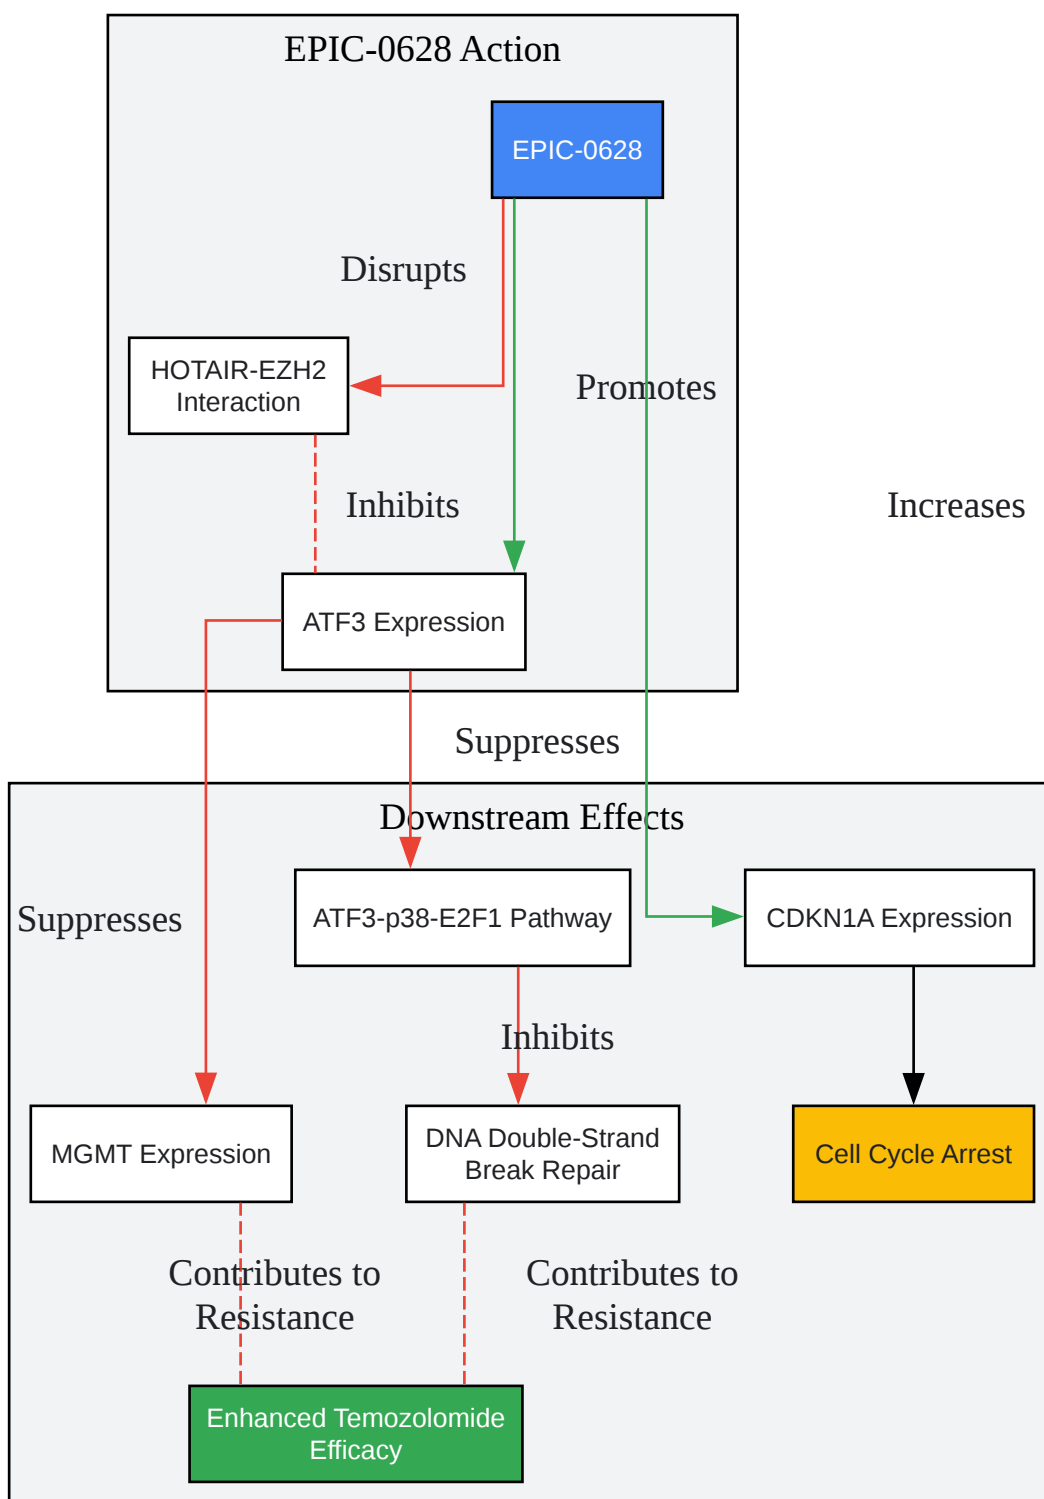 EPIC-0628 Action
EPIC-0628
Disrupts
HOTAIR-EZH2
Interaction
Promotes
Inhibits
Increases
ATF3 Expression
Suppresses
Downstream Effects
Suppresses
ATF3-p38-E2F1 Pathway
CDKN1A Expression
Inhibits
MGMT Expression
DNA Double-Strand
Break Repair
Cell Cycle Arrest
Contributes to
Resistance
Contributes to
Resistance
Enhanced Temozolomide
Efficacy